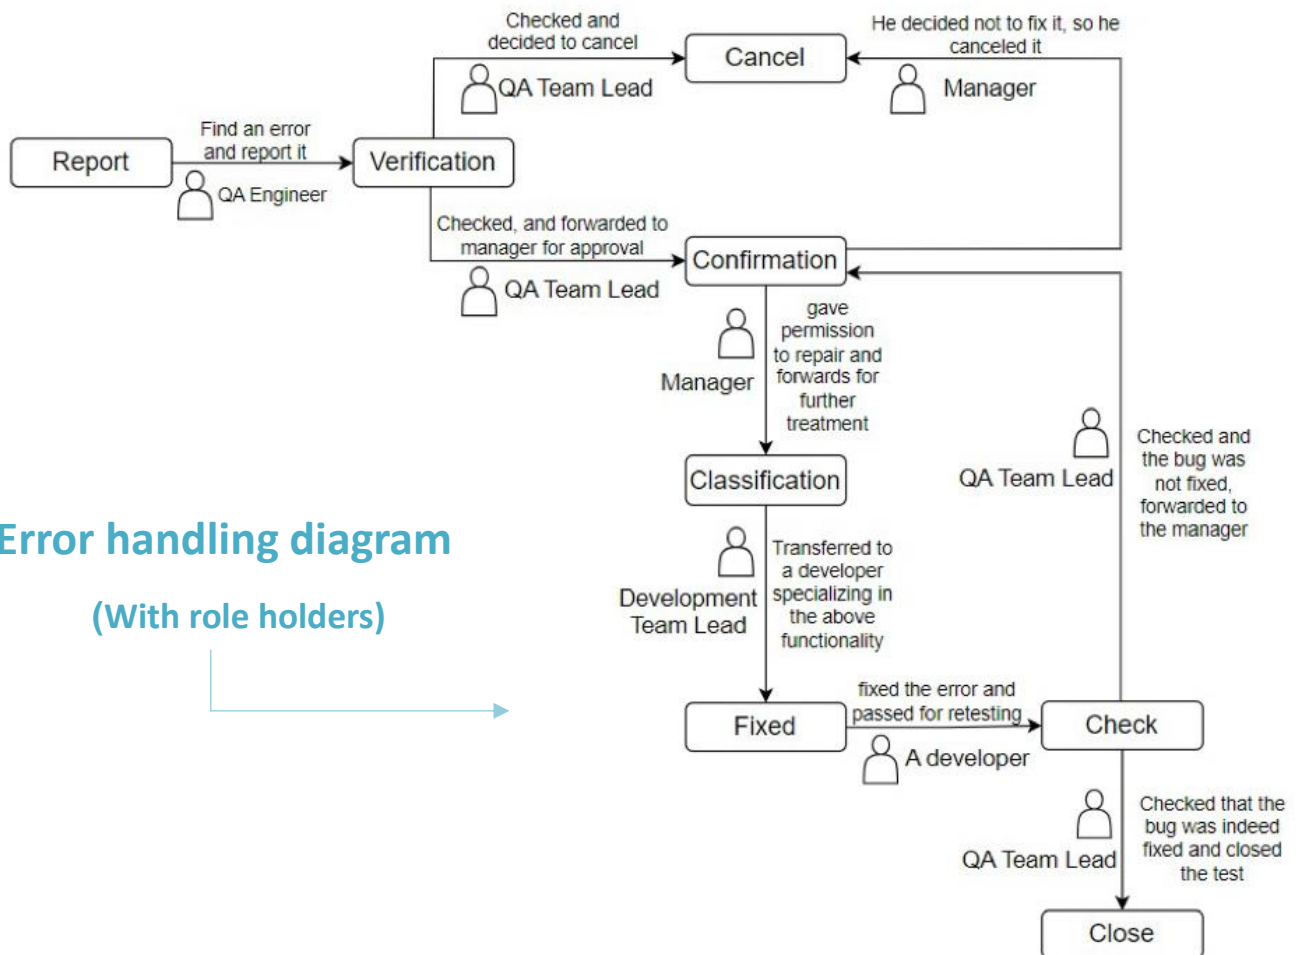 Checked and
decided to cancel
He decided not to fix it, so he
canceled it
Cancel
QA Team Lead
Manager
Find an error
and report it
Report
Verification
QA Engineer
Checked, and forwarded to
manager for approval
Confirmation
QA Team Lead
gave
permission
to repair and
forwards for
further
treatment
Manager
Classification
Checked and
the bug was
not fixed,
forwarded to
the manager
QA Team Lead
Error handling diagram
(With role holders)
Transferred to
a developer
specializing in
the above
functionality
Development
Team Lead
fixed the error and
passed for retesting
Fixed
Check
A developer
Checked that the
bug was indeed
fixed and closed
the test
QA Team Lead
Close